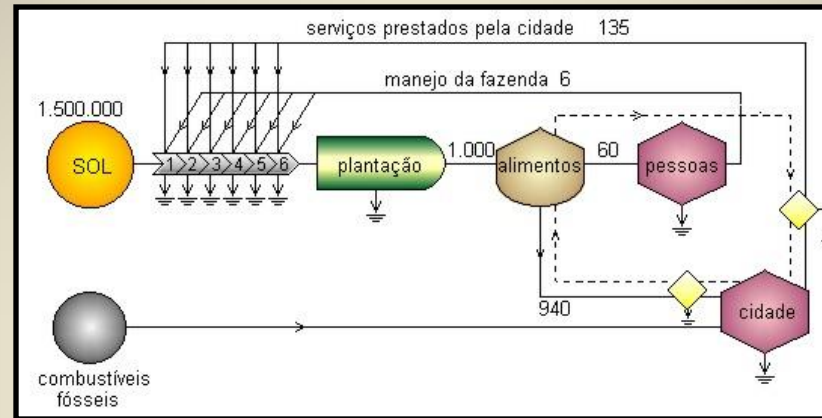 serviços prestados pela cidade 135
manejo da fazenda 6
1.500.000
SOL
1 2 3 4 5 6
plantação
1.000
alimentos
60
pessoas
940
cidade
combustíveis
fósseis